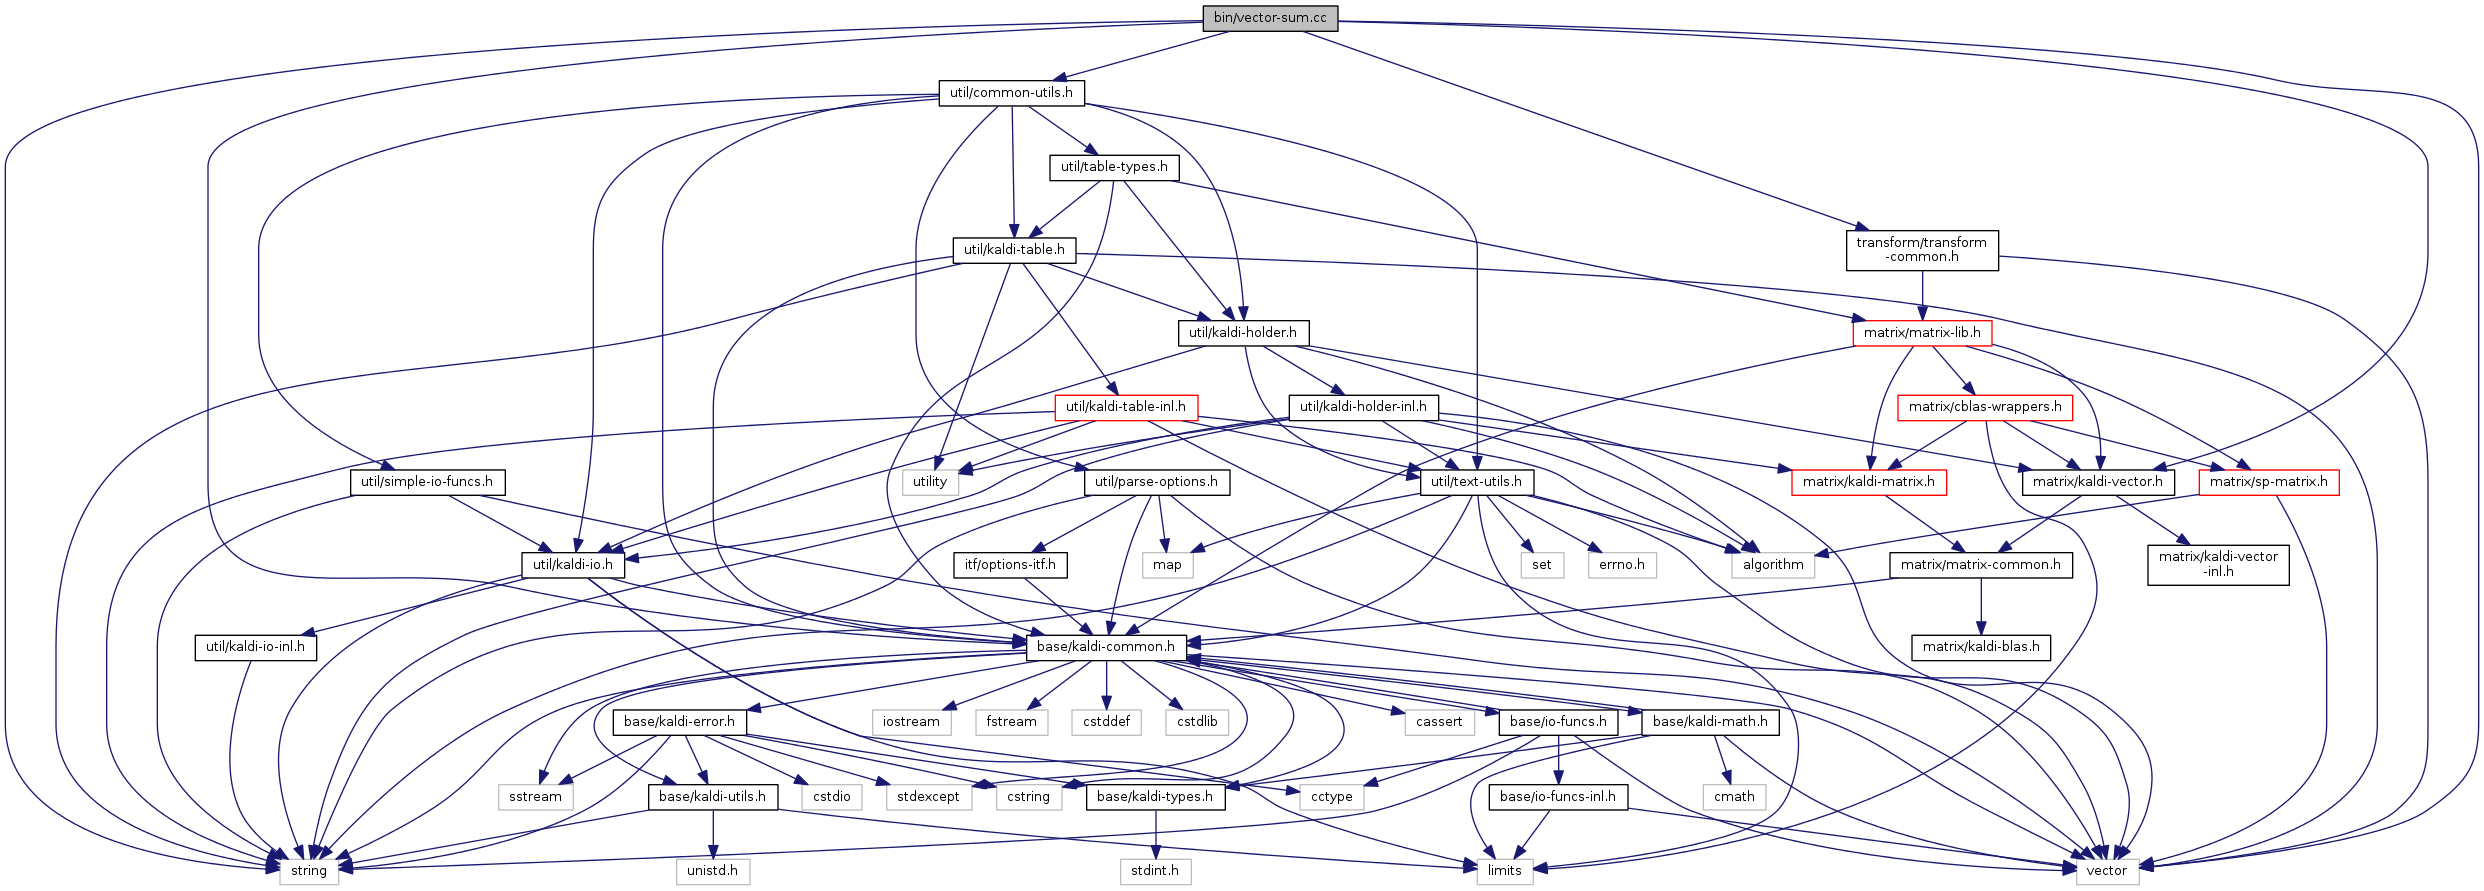 bin/vector-sum.cc
util/common-utils.h
util/table-types.h
util/kaldi-table.h
transform/transform
-common.h
util/kaldi-holder.h
matrix/matrix-lib.h
util/kaldi-table-inl.h
util/kaldi-holder-inl.h
matrix/cblas-wrappers.h
util/simple-io-funcs.h
utility
util/parse-options.h
util/text-utils.h
matrix/kaldi-matrix.h
matrix/kaldi-vector.h
matrix/sp-matrix.h
util/kaldi-io.h
itf/options-itf.h
map
set
errno.h
algorithm
matrix/matrix-common.h
matrix/kaldi-vector
-inl.h
util/kaldi-io-inl.h
base/kaldi-common.h
matrix/kaldi-blas.h
base/kaldi-error.h
iostream
fstream
cstddef
cstdlib
cassert
base/io-funcs.h
base/kaldi-math.h
sstream
base/kaldi-utils.h
cstdio
stdexcept
cstring
base/kaldi-types.h
cctype
base/io-funcs-inl.h
cmath
string
unistd.h
stdint.h
limits
vector